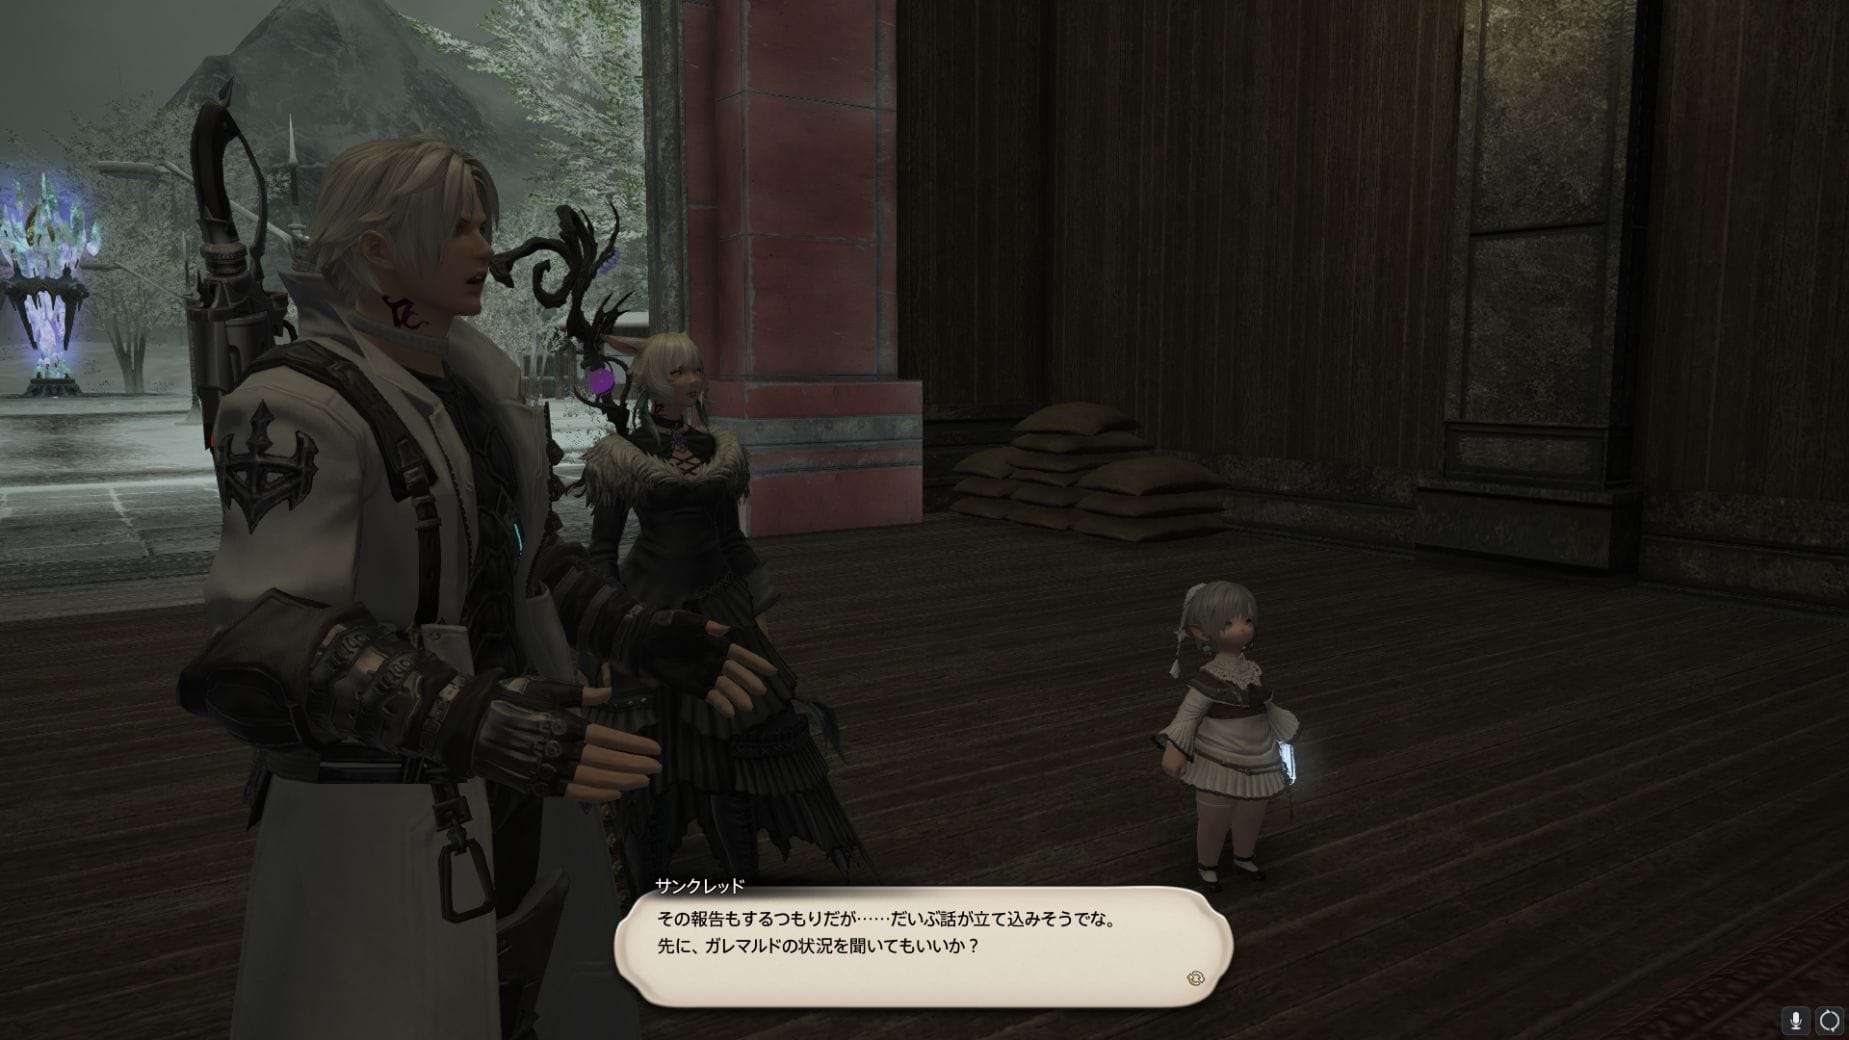 サンクレッド
その報告もするつもりだが……だいぶ話が立て込みそうでな。
先に、ガレマルドの状況を聞いてもいいか？